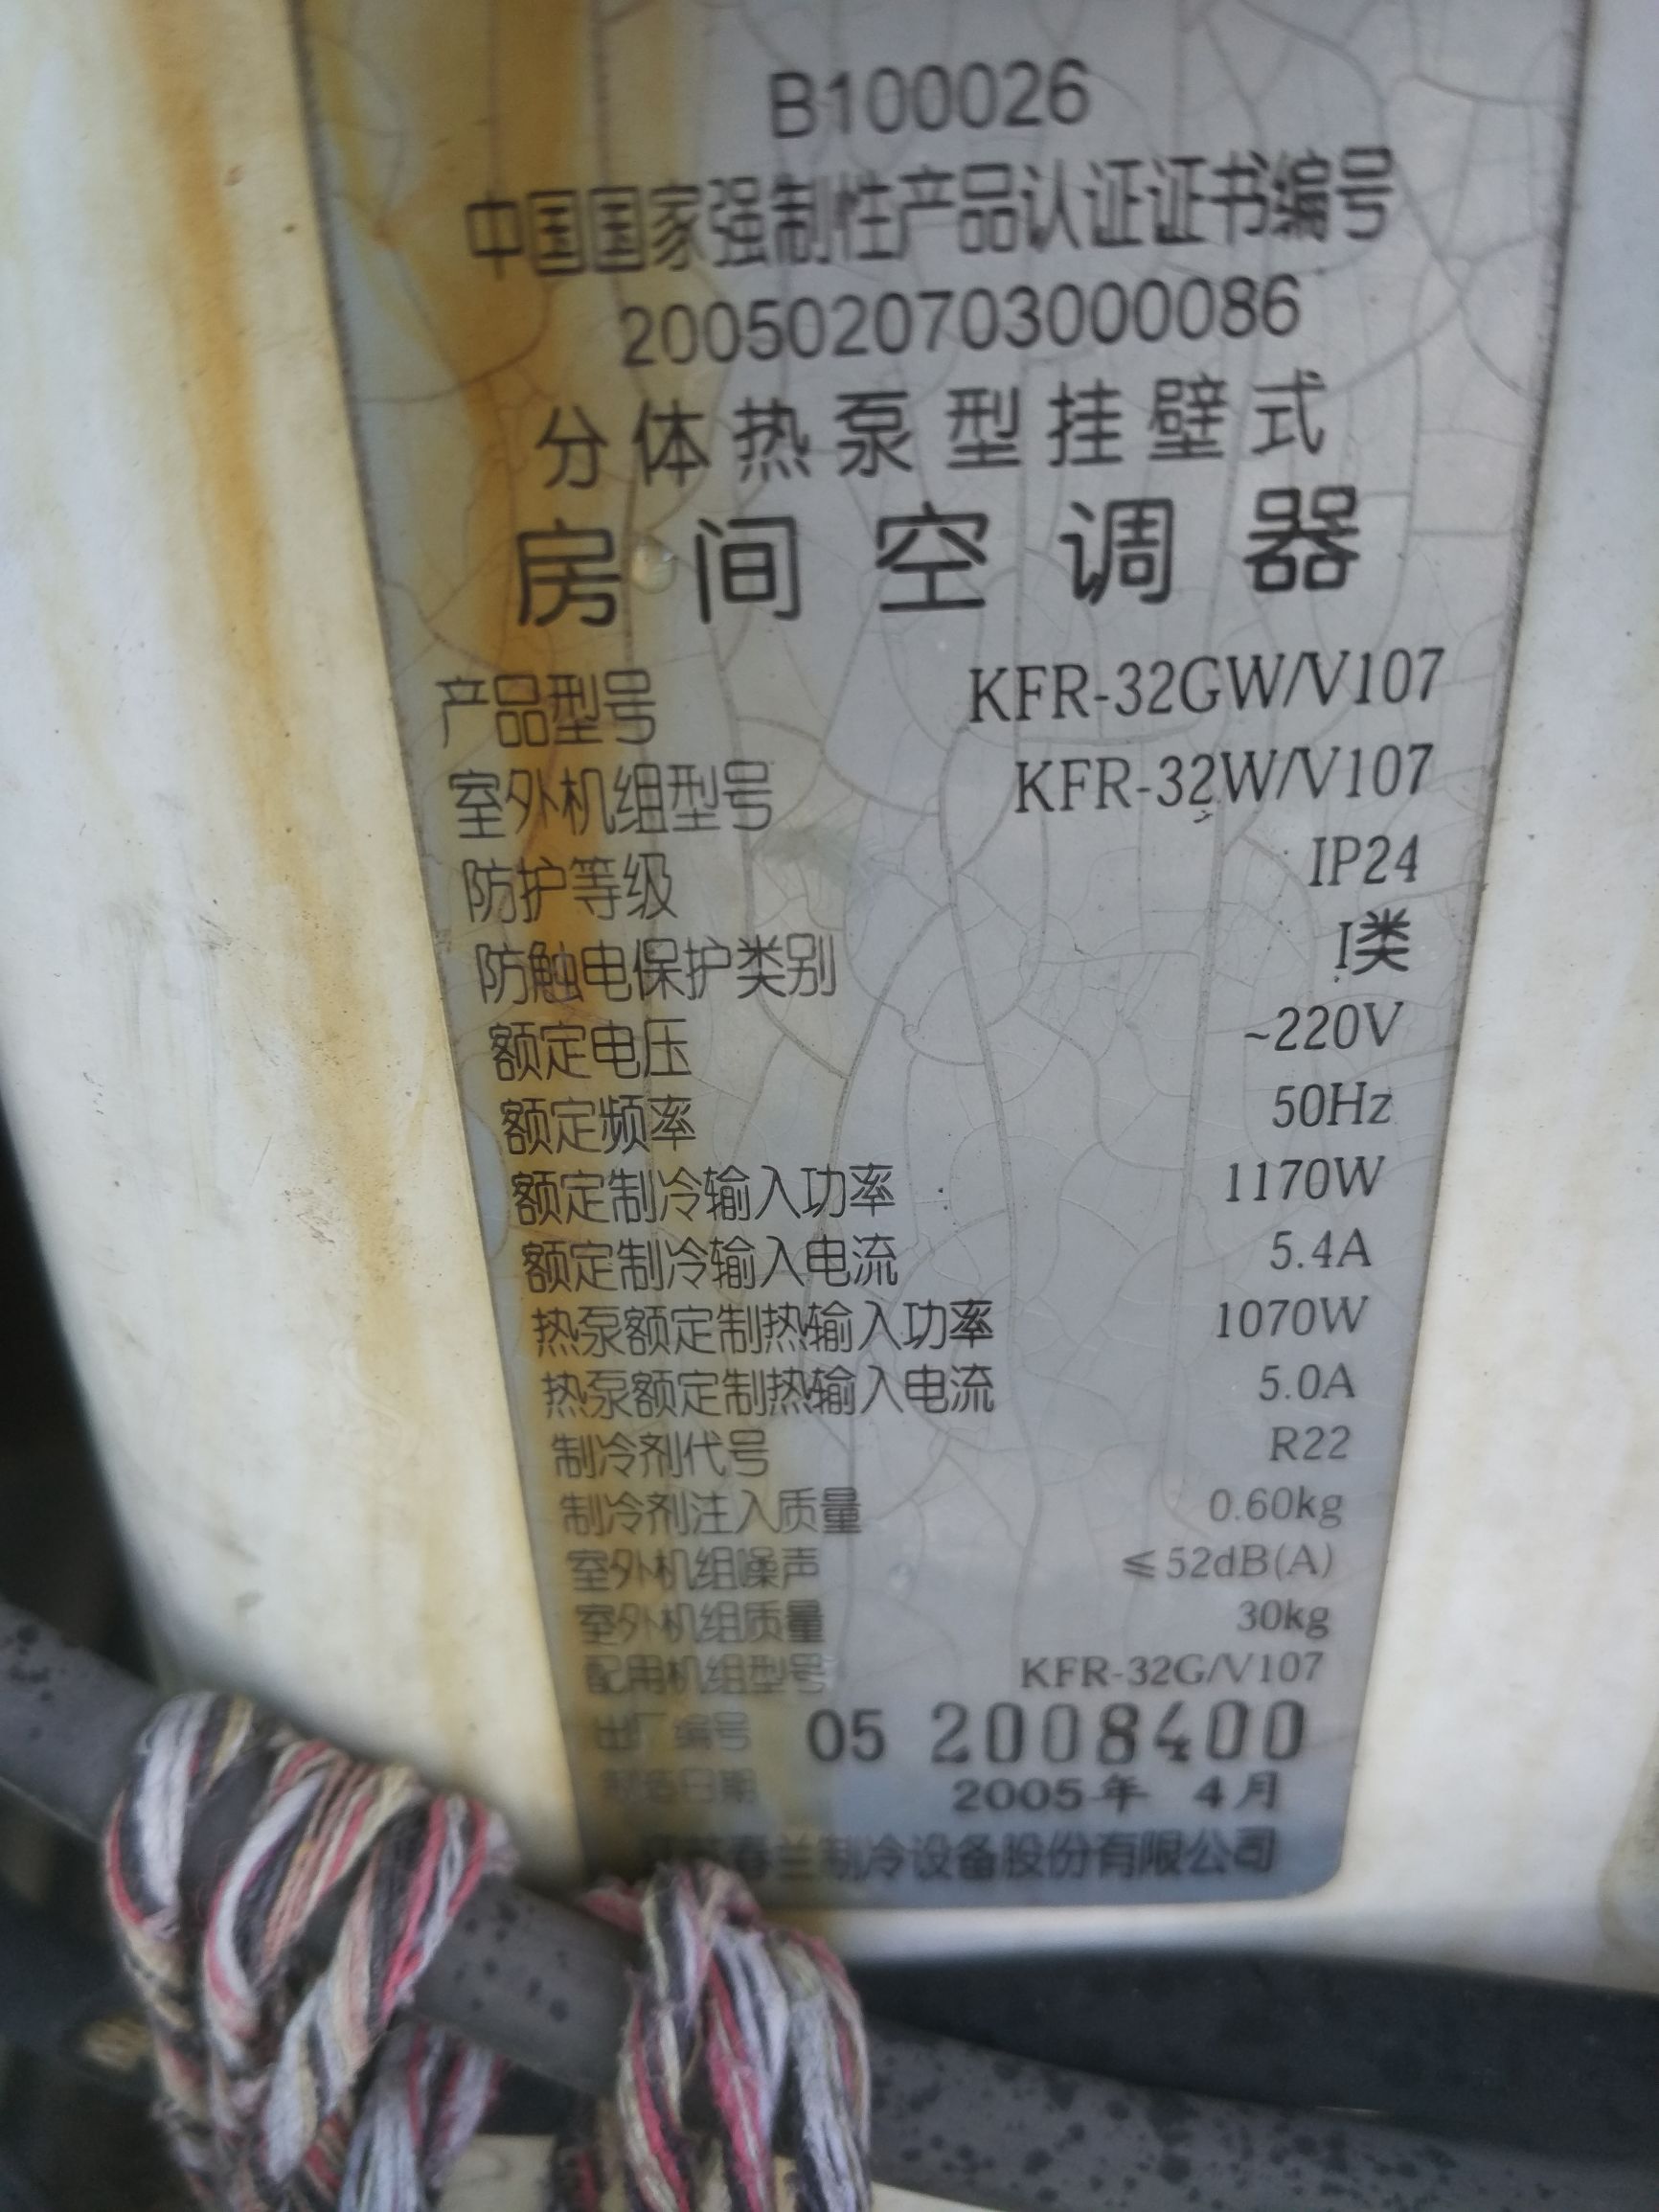 B100026
中国国家强制性产品认证证书编号
2005020703000086
分体热泵型挂壁式
房间空调器
产品型号 KFR-32GW/V107
室外机组型号 KFR-32W/V107
防护等级 IP24
防触电保护类别 I类
额定电压 ~220V
额定频率 50Hz
额定制冷输入功率 1170W
额定制冷输入电流 5.4A
热泵额定制热输入功率 1070W
热泵额定制热输入电流 5.0A
制冷剂代号 R22
制冷剂注入质量 0.60kg
室外机组噪声 ≤52dB(A)
室外机组质量 30kg
配用机组型号 KFR-32G/V107
出厂编号 05 2008400
制造日期 2005年 4月
春兰制冷设备股份有限公司